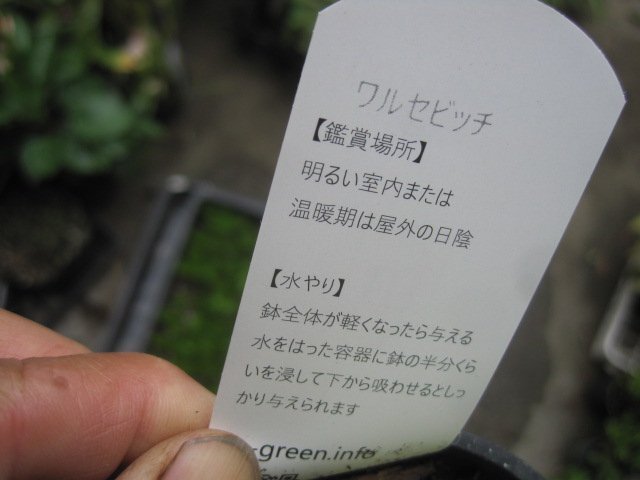 ワルセビッチ
【鑑賞場所】
明るい室内または
温暖期は屋外の日陰
【水やり】
鉢全体が軽くなったら与える
水をはった容器に鉢の半分くら
いを浸して下から吸わせるとしっ
かり与えられます
-green.info